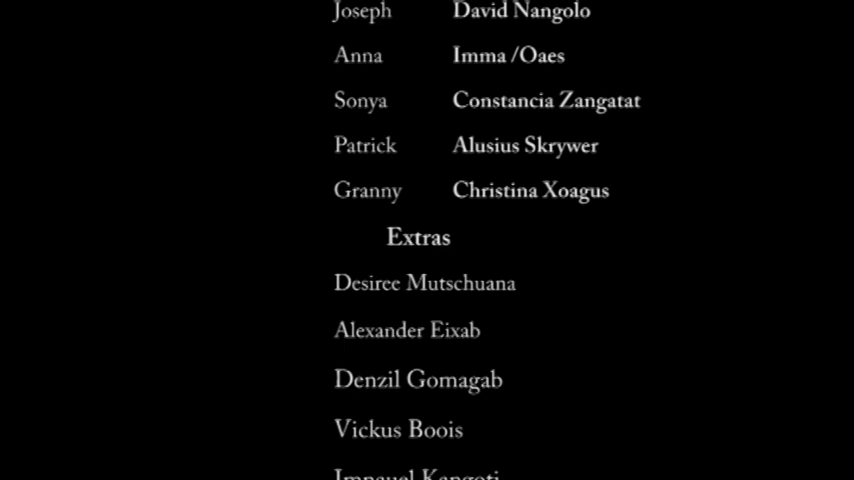 Joseph David Nangolo
Anna Imma /Oaes
Sonya Constancia Zangatat
Patrick Alusius Skrywer
Granny Christina Xoagus
Extras
Desiree Mutschuana
Alexander Eixab
Denzil Gomagab
Vickus Boois